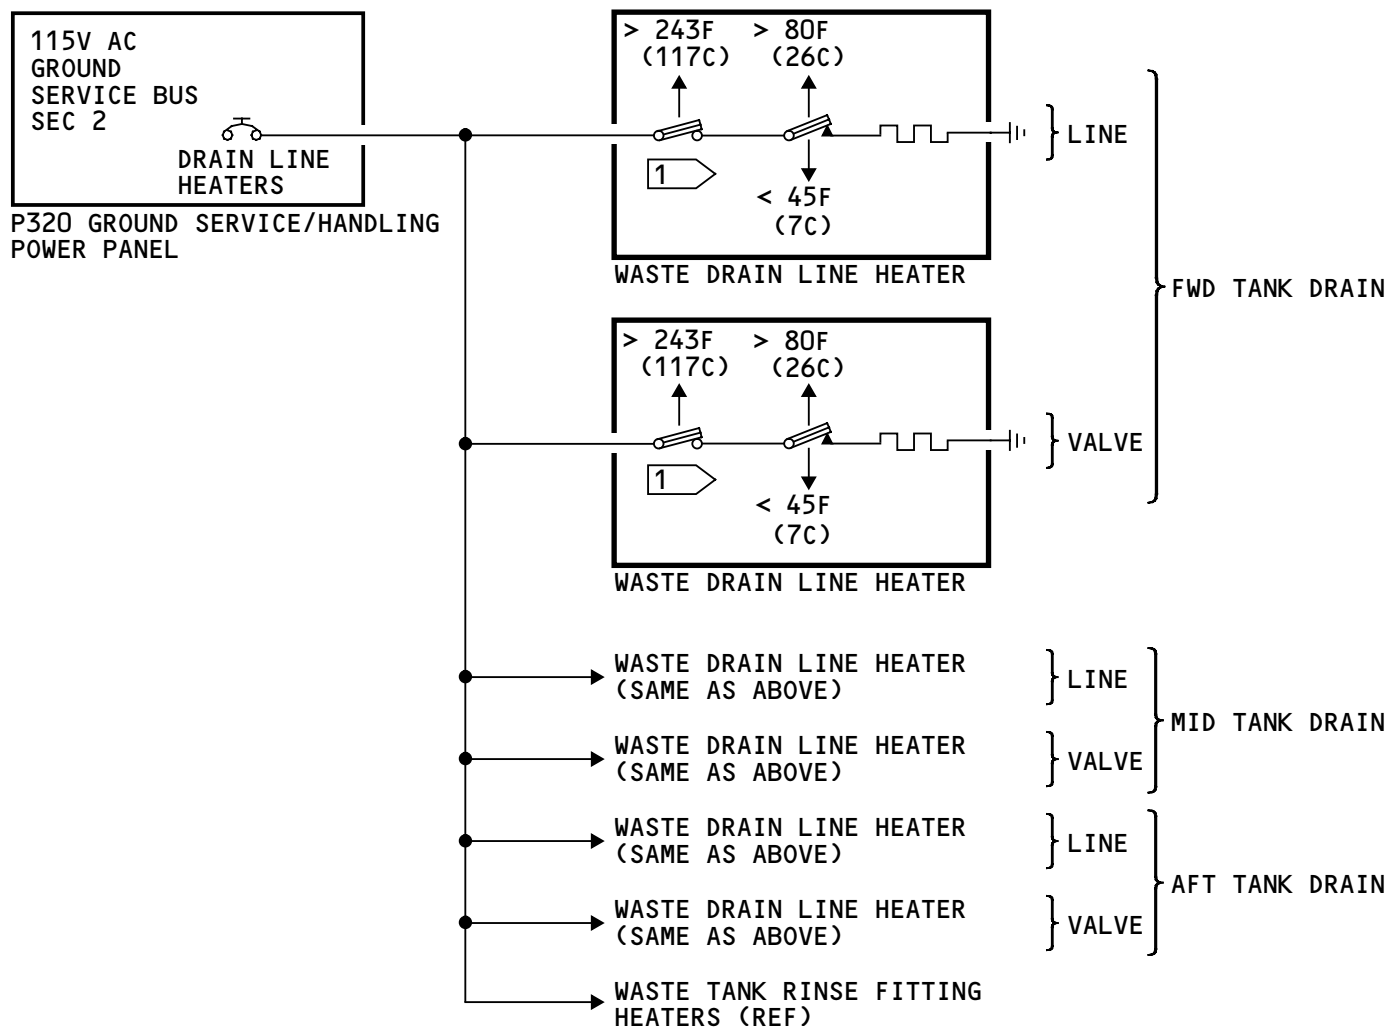 115V AC
GROUND
SERVICE BUS
SEC 2
DRAIN LINE
HEATERS
P320 GROUND SERVICE/HANDLING
POWER PANEL
> 243F
(117C)
> 80F
(26C)
1
< 45F
(7C)
WASTE DRAIN LINE HEATER
LINE
> 243F
(117C)
> 80F
(26C)
1
< 45F
(7C)
WASTE DRAIN LINE HEATER
VALVE
FWD TANK DRAIN
WASTE DRAIN LINE HEATER
(SAME AS ABOVE)
LINE
WASTE DRAIN LINE HEATER
(SAME AS ABOVE)
VALVE
MID TANK DRAIN
WASTE DRAIN LINE HEATER
(SAME AS ABOVE)
LINE
WASTE DRAIN LINE HEATER
(SAME AS ABOVE)
VALVE
AFT TANK DRAIN
WASTE TANK RINSE FITTING
HEATERS (REF)